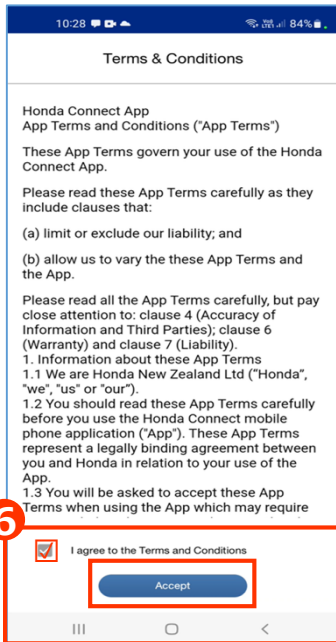 10:28 84%
Terms & Conditions
Honda Connect App
App Terms and Conditions ("App Terms")
These App Terms govern your use of the Honda
Connect App.
Please read these App Terms carefully as they
include clauses that:
(a) limit or exclude our liability; and
(b) allow us to vary the these App Terms and
the App.
Please read all the App Terms carefully, but pay
close attention to: clause 4 (Accuracy of
Information and Third Parties); clause 6
(Warranty) and clause 7 (Liability).
1. Information about these App Terms
1.1 We are Honda New Zealand Ltd ("Honda",
"we", "us" or "our").
1.2 You should read these App Terms carefully
before you use the Honda Connect mobile
phone application ("App"). These App Terms
represent a legally binding agreement between
you and Honda in relation to your use of the
App.
1.3 You will be asked to accept these App
Terms when using the App which may require
6
I agree to the Terms and Conditions
Accept